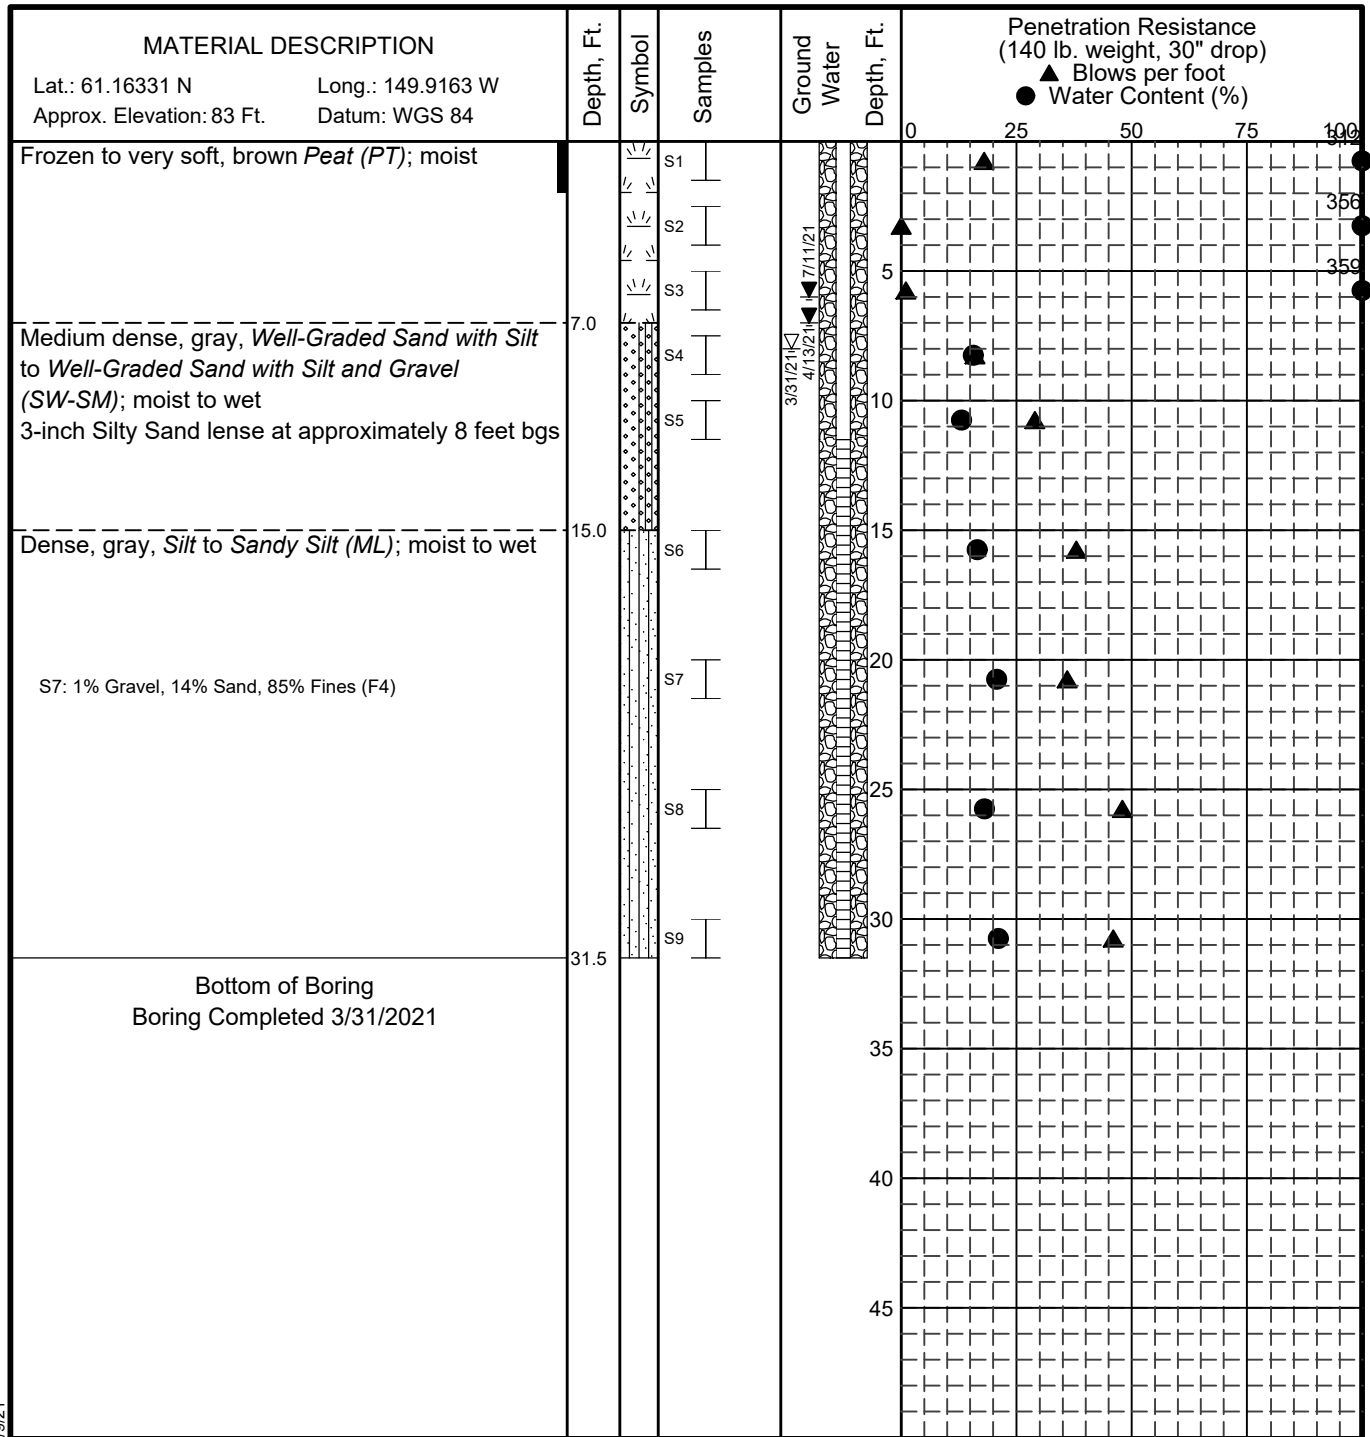 MATERIAL DESCRIPTION
Lat.: 61.16331 N Long.: 149.9163 W
Approx. Elevation: 83 Ft. Datum: WGS 84
Depth, Ft.
Symbol
Samples
Ground
Water
Depth, Ft.
Penetration Resistance
(140 lb. weight, 30" drop)
▲ Blows per foot
● Water Content (%)
0 25 50 75 100
312
Frozen to very soft, brown Peat (PT); moist
S1
356
S2
7/11/21
5
359
S3
7.0
Medium dense, gray, Well-Graded Sand with Silt
to Well-Graded Sand with Silt and Gravel
(SW-SM); moist to wet
3-inch Silty Sand lense at approximately 8 feet bgs
S4
3/31/21
4/13/21
10
S5
15.0
15
Dense, gray, Silt to Sandy Silt (ML); moist to wet
S6
20
S7: 1% Gravel, 14% Sand, 85% Fines (F4)
S7
25
S8
30
S9
31.5
Bottom of Boring
Boring Completed 3/31/2021
35
40
45